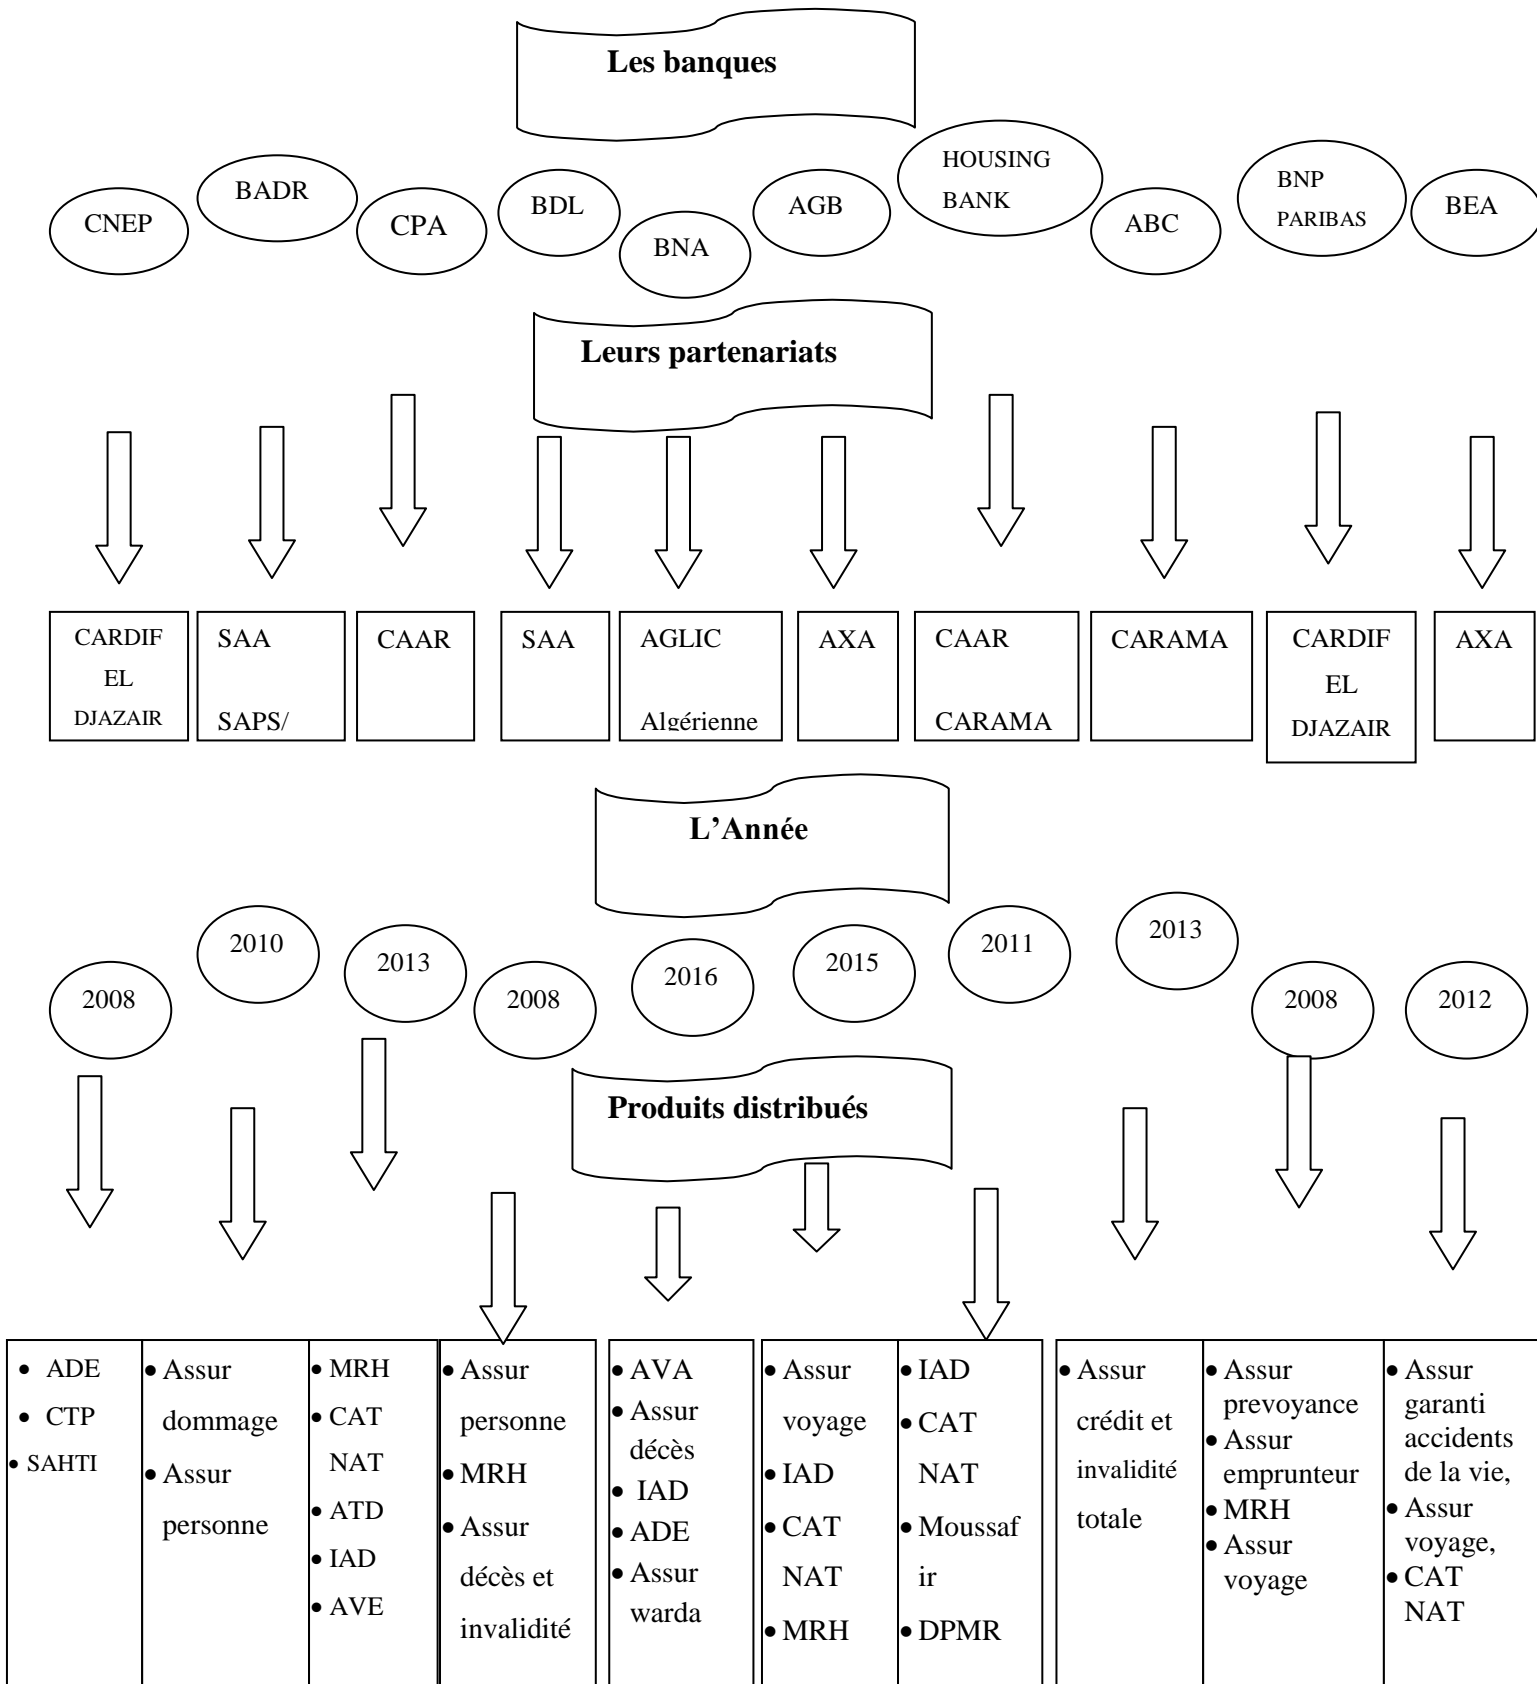 Les banques
CNEP
BADR
CPA
BDL
BNA
AGB
HOUSING
BANK
ABC
BNP
PARIBAS
BEA
Leurs partenariats
CARDIF
EL
DJAZAIR
SAA
SAPS/
CAAR
SAA
AGLIC
Algérienne
AXA
CAAR
CARAMA
CARAMA
CARDIF
EL
DJAZAIR
AXA
L’Année
2008
2010
2013
2008
2016
2015
2011
2013
2008
2012
Produits distribués
• ADE
• CTP
• SAHTI
• Assur
dommage
• Assur
personne
• MRH
• CAT
NAT
• ATD
• IAD
• AVE
• Assur
personne
• MRH
• Assur
décès et
invalidité
• AVA
• Assur
décès
• IAD
• ADE
• Assur
warda
• Assur
voyage
• IAD
• CAT
NAT
• MRH
• IAD
• CAT
NAT
• Moussaf
ir
• DPMR
• Assur
crédit et
invalidité
totale
• Assur
prevoyance
• Assur
emprunteur
• MRH
• Assur
voyage
• Assur
garanti
accidents
de la vie,
• Assur
voyage,
• CAT
NAT